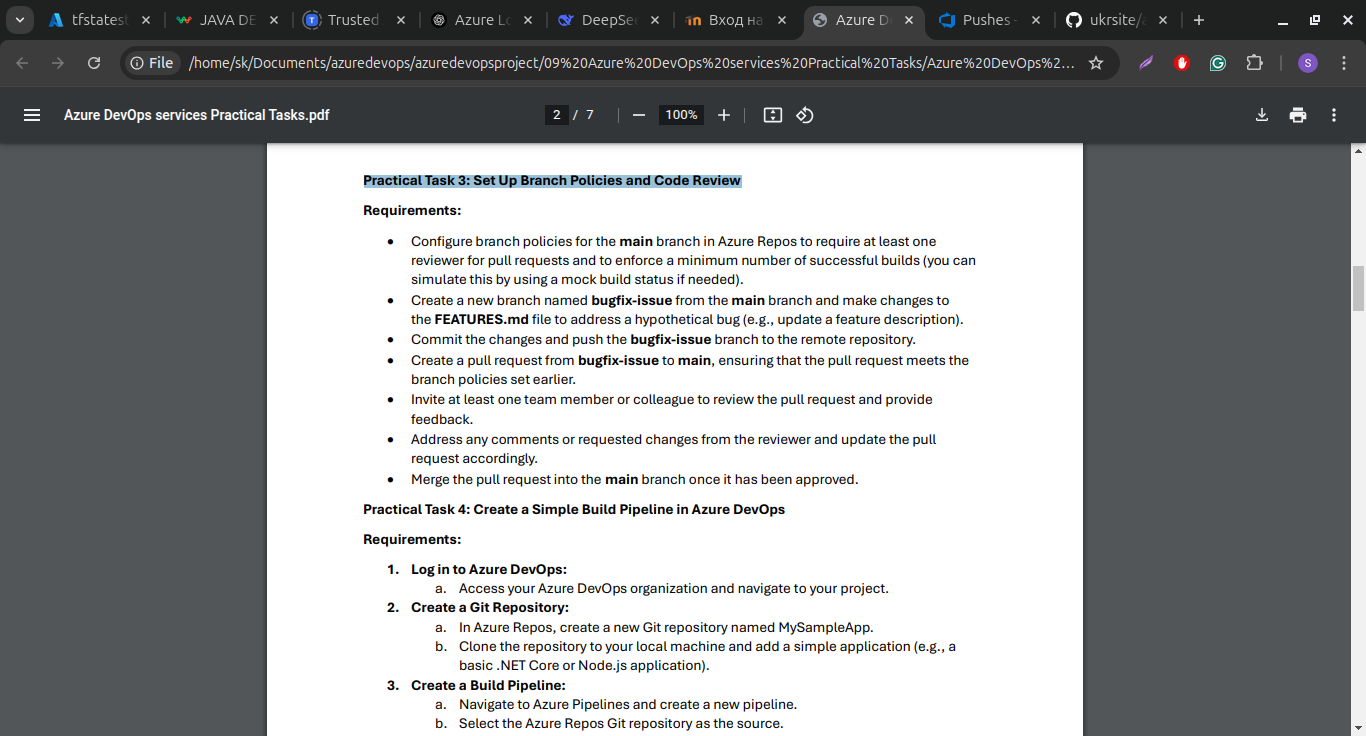 tfstatest
JAVA DE
Trusted
Azure Lo
DeepSee
Вход на
Azure D
Pushes -
ukrsite/a
File
/home/sk/Documents/azuredevops/azuredevopsproject/09%20Azure%20DevOps%20services%20Practical%20Tasks/Azure%20DevOps%2...
S
Azure DevOps services Practical Tasks.pdf
2 / 7
100%
Practical Task 3: Set Up Branch Policies and Code Review
Requirements:
• Configure branch policies for the main branch in Azure Repos to require at least one
reviewer for pull requests and to enforce a minimum number of successful builds (you can
simulate this by using a mock build status if needed).
• Create a new branch named bugfix-issue from the main branch and make changes to
the FEATURES.md file to address a hypothetical bug (e.g., update a feature description).
• Commit the changes and push the bugfix-issue branch to the remote repository.
• Create a pull request from bugfix-issue to main, ensuring that the pull request meets the
branch policies set earlier.
• Invite at least one team member or colleague to review the pull request and provide
feedback.
• Address any comments or requested changes from the reviewer and update the pull
request accordingly.
• Merge the pull request into the main branch once it has been approved.
Practical Task 4: Create a Simple Build Pipeline in Azure DevOps
Requirements:
1. Log in to Azure DevOps:
a. Access your Azure DevOps organization and navigate to your project.
2. Create a Git Repository:
a. In Azure Repos, create a new Git repository named MySampleApp.
b. Clone the repository to your local machine and add a simple application (e.g., a
basic .NET Core or Node.js application).
3. Create a Build Pipeline:
a. Navigate to Azure Pipelines and create a new pipeline.
b. Select the Azure Repos Git repository as the source.